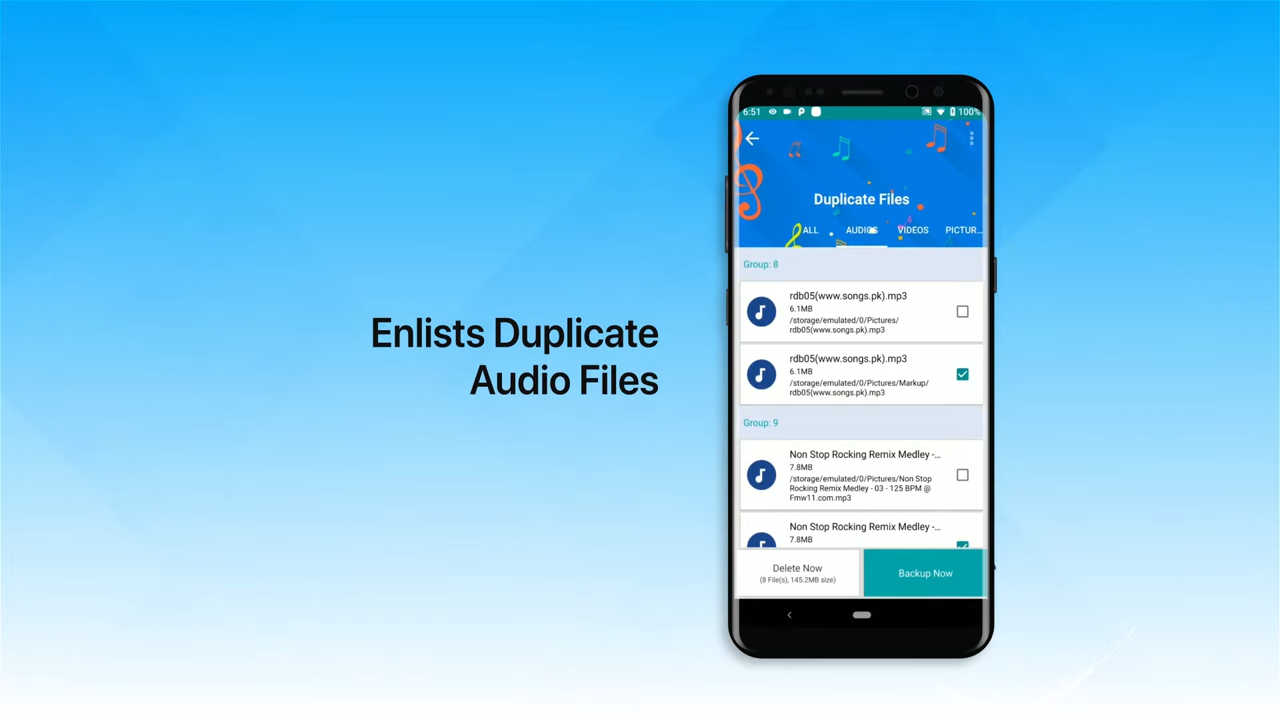 Enlists Duplicate
Audio Files
6:51
100%
Duplicate Files
ALL AUDIOS VIDEOS PICTUR...
Group: 8
rdb05(www.songs.pk).mp3
6.1MB
/storage/emulated/0/Pictures/
rdb05(www.songs.pk).mp3
rdb05(www.songs.pk).mp3
6.1MB
/storage/emulated/0/Pictures/Markup/
rdb05(www.songs.pk).mp3
Group: 9
Non Stop Rocking Remix Medley -...
7.8MB
/storage/emulated/0/Pictures/Non Stop
Rocking Remix Medley - 03 - 125 BPM @
Fmw11.com.mp3
Non Stop Rocking Remix Medley -...
7.8MB
Delete Now
(8 File(s), 145.2MB size)
Backup Now